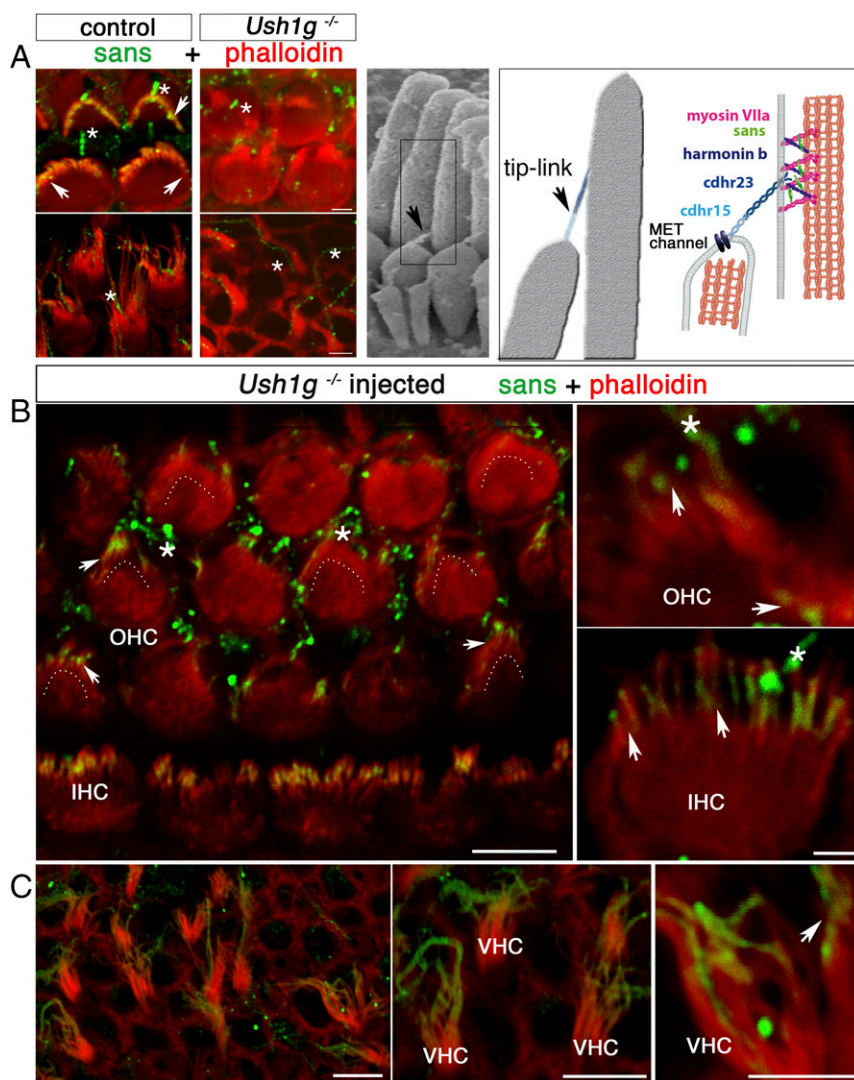 control
Ush1g -/-
A
sans + phalloidin
* * * * * *
tip-link
myosin VIIa
sans
harmonin b
cdhr23
cdhr15
MET
channel
Ush1g -/- injected sans + phalloidin
B
*
* *
OHC
OHC
*
IHC
IHC
C
VHC
VHC VHC
VHC